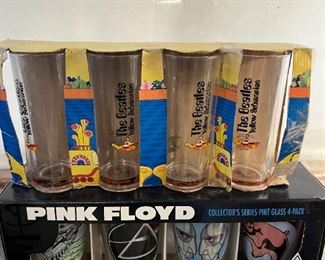 The Beatles
Yellow Submarine
The Beatles
Yellow Submarine
The Beatles
Yellow Submarine
PINK FLOYD
COLLECTOR'S SERIES PINT GLASS 4-PACK